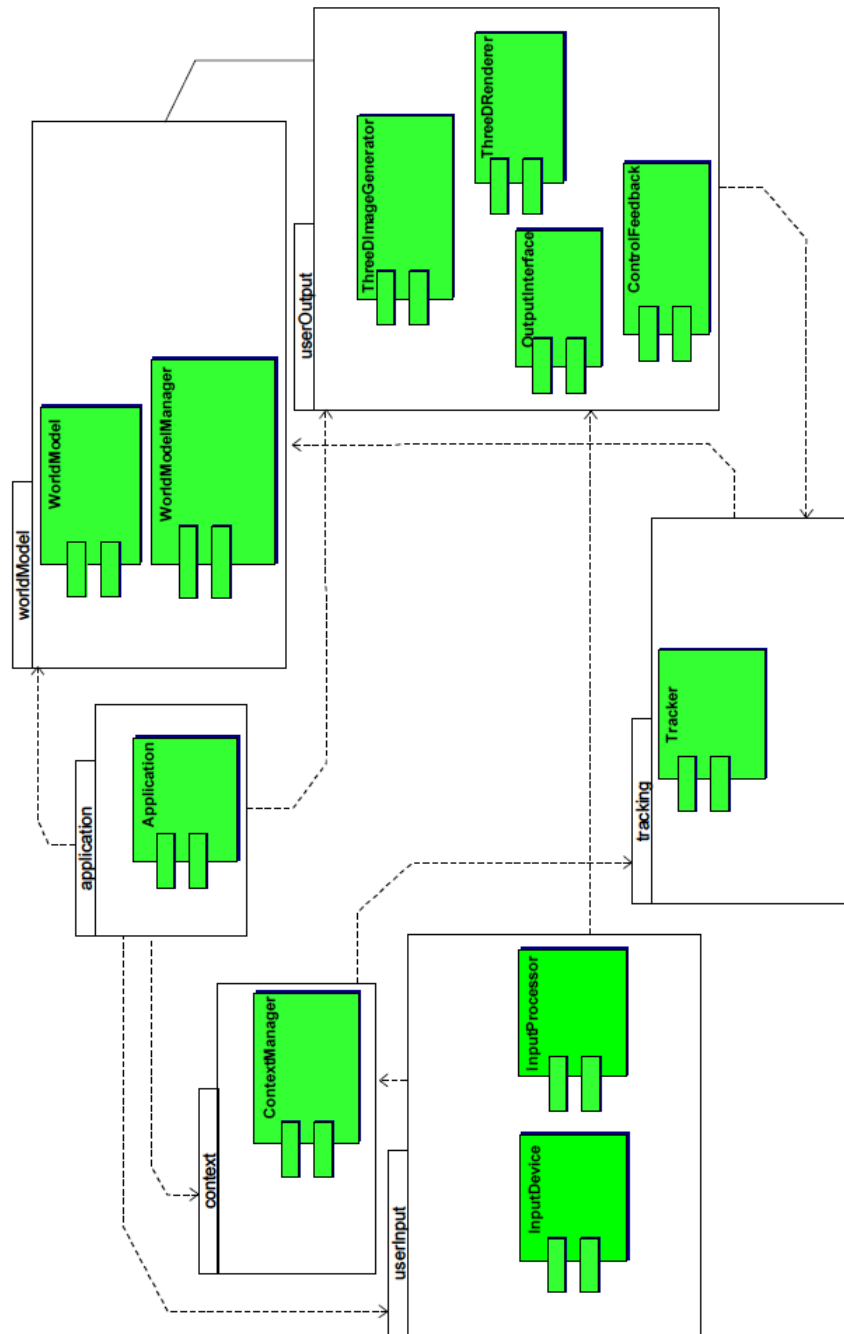 worldModel
WorldModel
WorldModelManager
application
Application
context
ContextManager
userOutput
ThreeDImageGenerator
ThreeDRenderer
OutputInterface
ControlFeedback
userInput
InputDevice
InputProcessor
tracking
Tracker